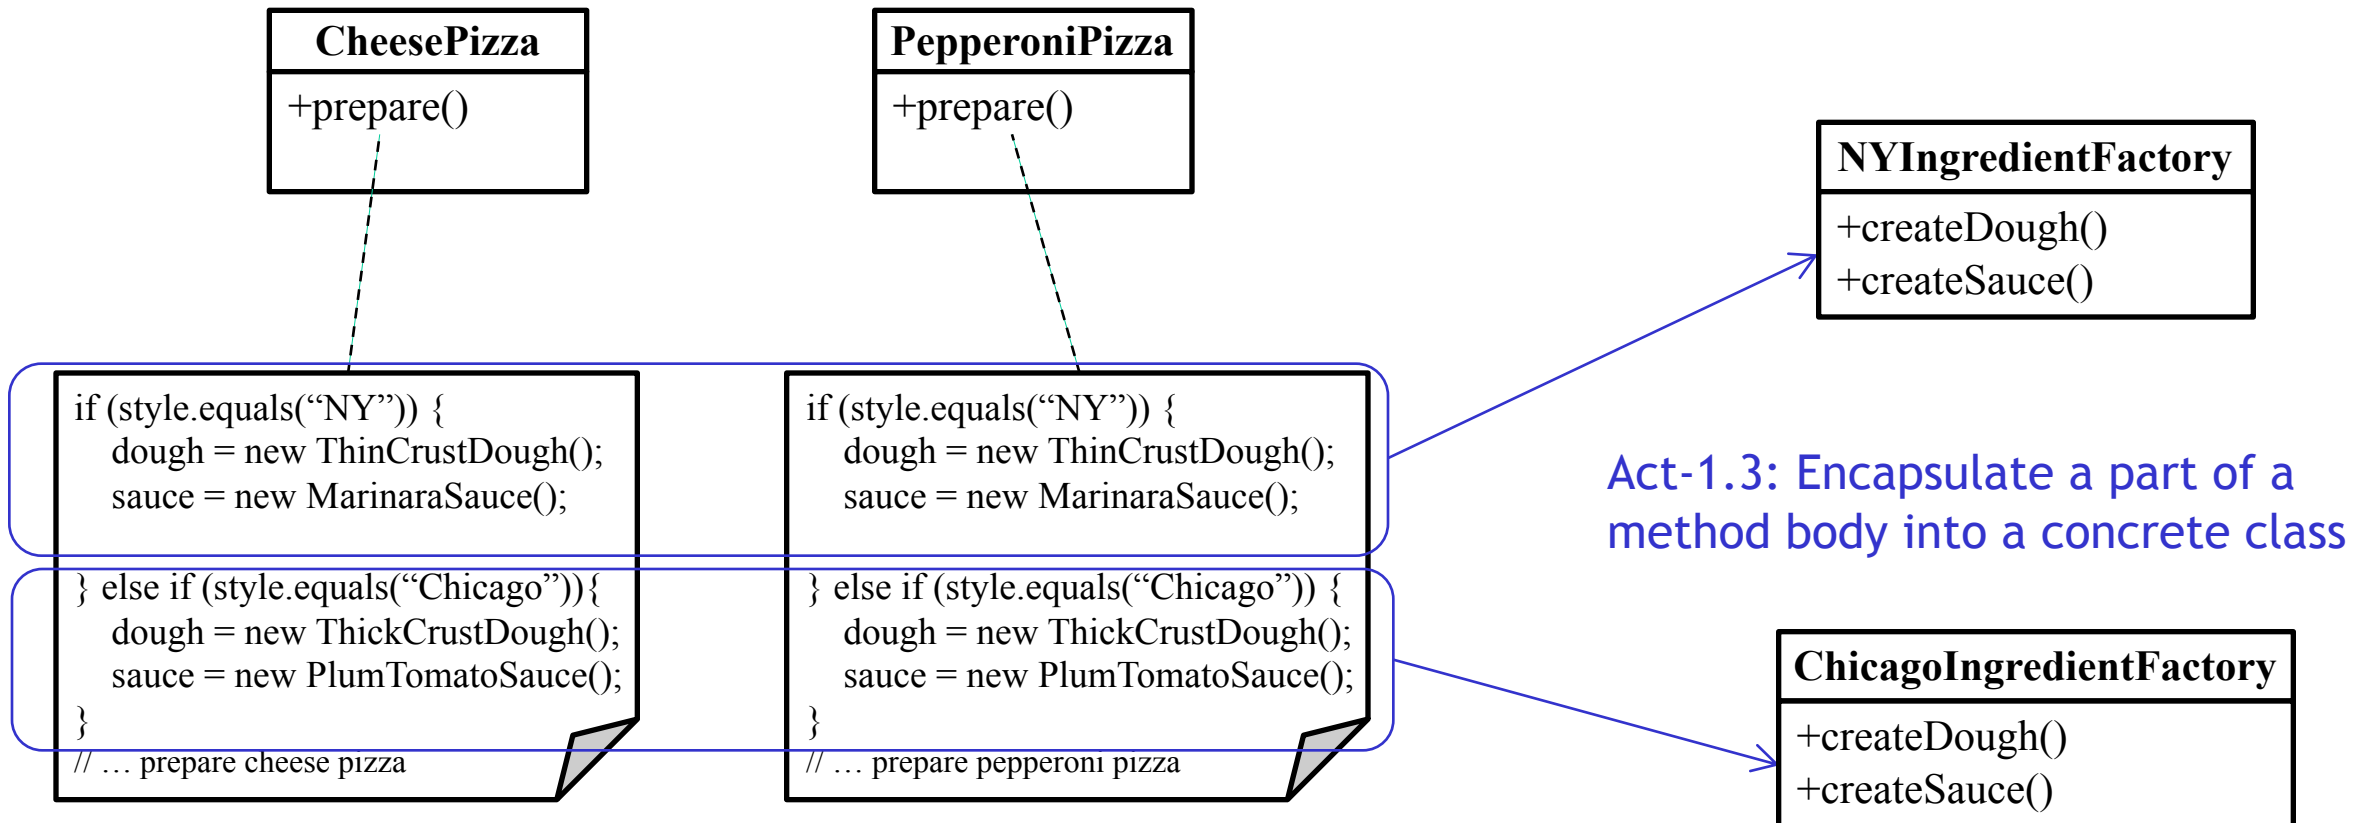 CheesePizza
+prepare()
PepperoniPizza
+prepare()
NYIngredientFactory
+createDough()
+createSauce()
if (style.equals(“NY”)) {
dough = new ThinCrustDough();
sauce = new MarinaraSauce();
} else if (style.equals(“Chicago”)){
dough = new ThickCrustDough();
sauce = new PlumTomatoSauce();
}
// … prepare cheese pizza
if (style.equals(“NY”)) {
dough = new ThinCrustDough();
sauce = new MarinaraSauce();
} else if (style.equals(“Chicago”)) {
dough = new ThickCrustDough();
sauce = new PlumTomatoSauce();
}
// … prepare pepperoni pizza
Act-1.3: Encapsulate a part of a
method body into a concrete class
ChicagoIngredientFactory
+createDough()
+createSauce()